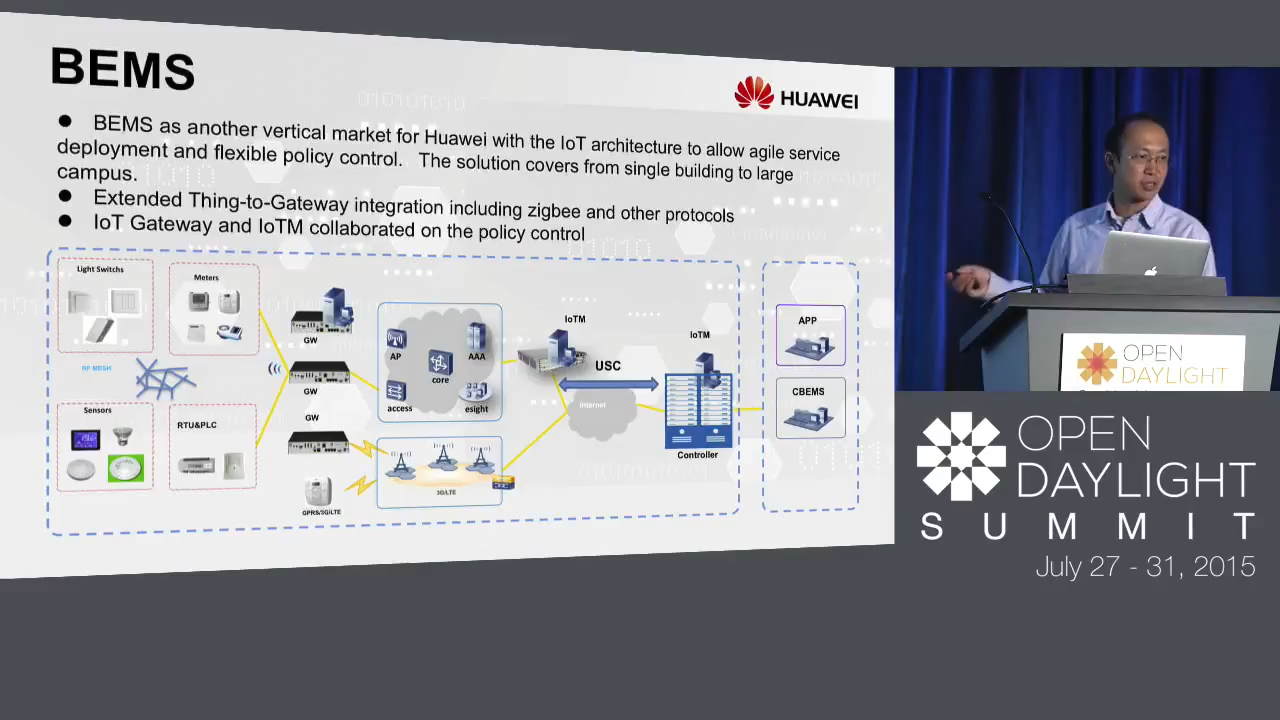 BEMS
HUAWEI
● BEMS as another vertical market for Huawei with the IoT architecture to allow agile service
deployment and flexible policy control. The solution covers from single building to large
campus.
● Extended Thing-to-Gateway integration including zigbee and other protocols
● IoT Gateway and IoTM collaborated on the policy control
Light Switchs
Meters
RF MESH
Sensors
RTU&PLC
GW
GW
GW
GPRS/3G/LTE
AP
AAA
core
access
esight
3G/LTE
IoTM
USC
Internet
IoTM
Controller
APP
CBEMS
OPEN
DAYLIGHT
OPEN
DAYLIGHT
SUMMIT
July 27 - 31, 2015